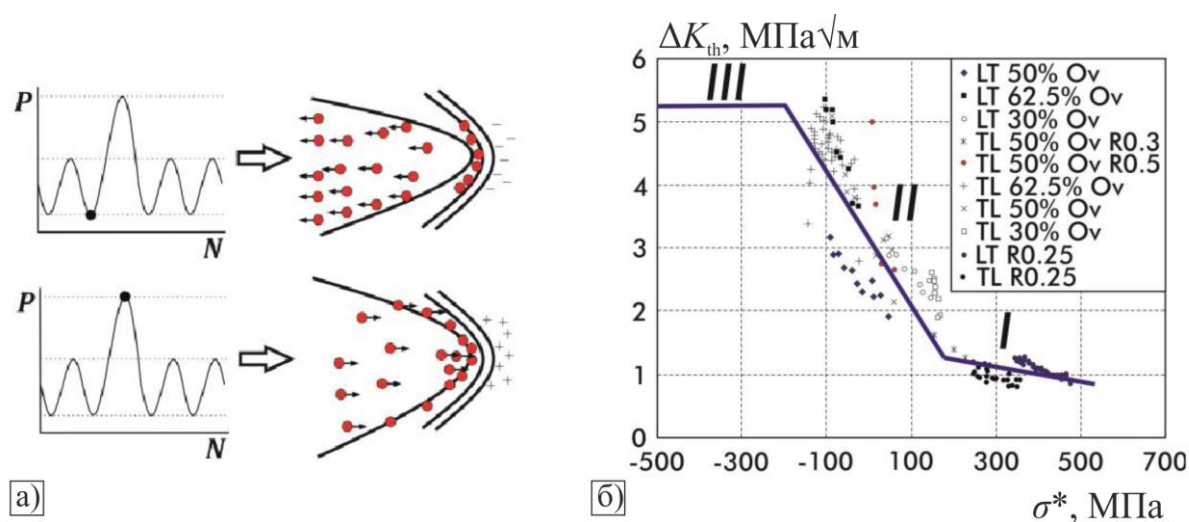 P
N
P
N
а)
ΔKth, МПа√м
6
5
4
3
2
1
0
-500 -300 -100 100 300 500 700
σ*, МПа
III
II
I
LT 50% Ov
LT 62.5% Ov
LT 30% Ov
TL 50% Ov R0.3
TL 50% Ov R0.5
TL 62.5% Ov
TL 50% Ov
TL 30% Ov
LT R0.25
TL R0.25
б)